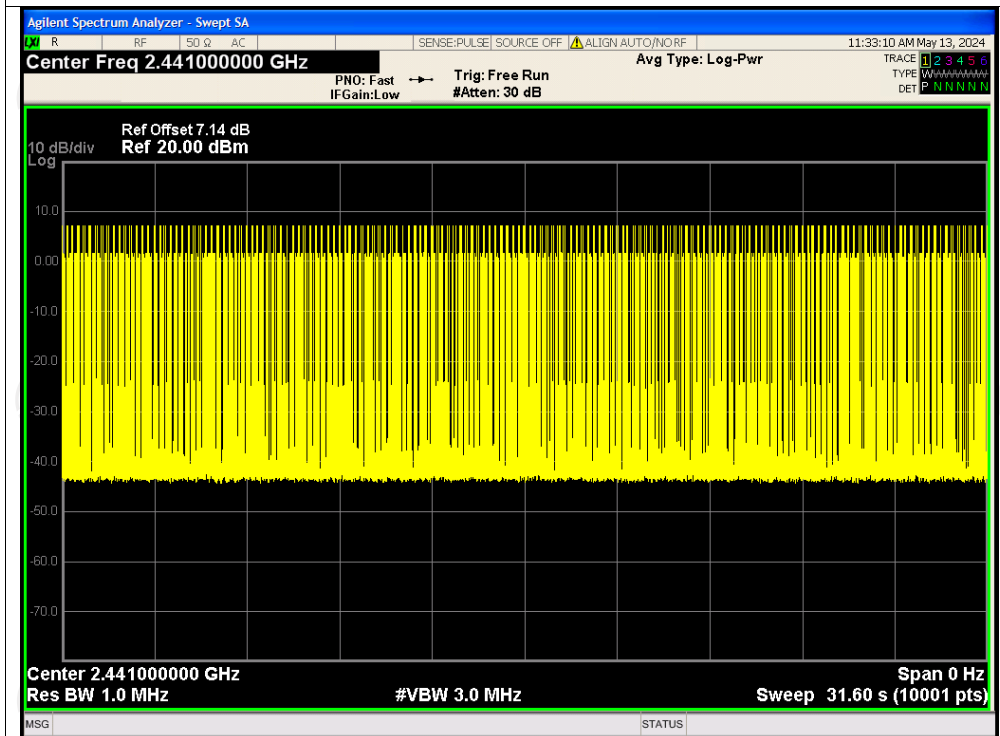 Agilent Spectrum Analyzer - Swept SA
LXI R RF 50 Ω AC SENSE:PULSE SOURCE OFF ALIGN AUTO/NO RF 11:33:10 AM May 13, 2024
Center Freq 2.441000000 GHz Avg Type: Log-Pwr TRACE 1 2 3 4 5 6
PNO: Fast Trig: Free Run TYPE W
IFGain:Low #Atten: 30 dB DET P N N N N N
Ref Offset 7.14 dB
10 dB/div Ref 20.00 dBm
Log
10.0
0.00
-10.0
-20.0
-30.0
-40.0
-50.0
-60.0
-70.0
Center 2.441000000 GHz Span 0 Hz
Res BW 1.0 MHz #VBW 3.0 MHz Sweep 31.60 s (10001 pts)
MSG STATUS